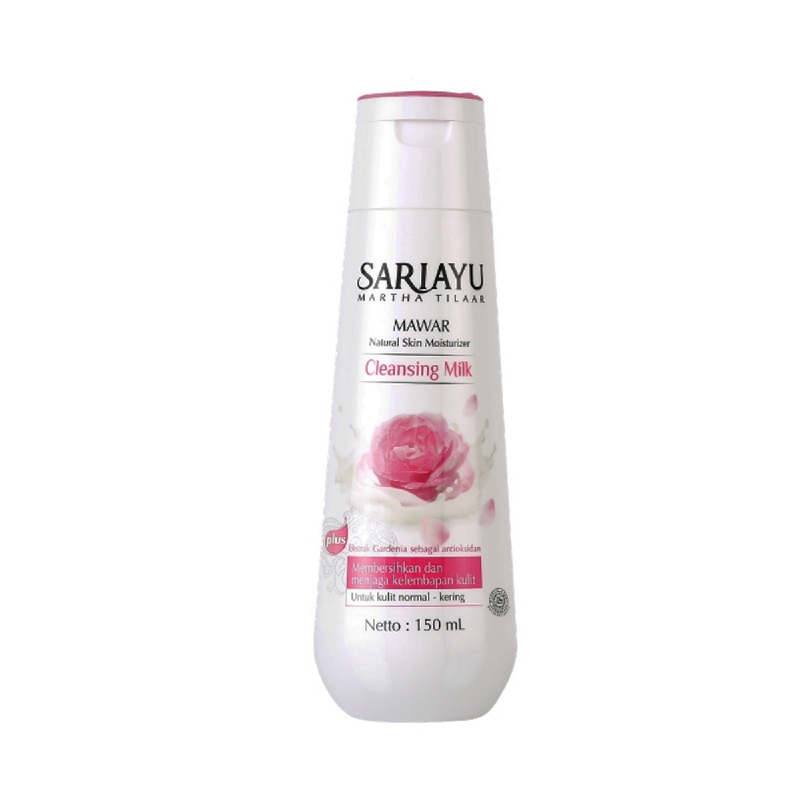 SARIAYU
MARTHA TILAAR
MAWAR
Natural Skin Moisturizer
Cleansing Milk
plus
Ekstrak Gardenia sebagai antioksidan
Membersihkan dan
menjaga kelembapan kulit
Untuk kulit normal - kering
Netto : 150 mL